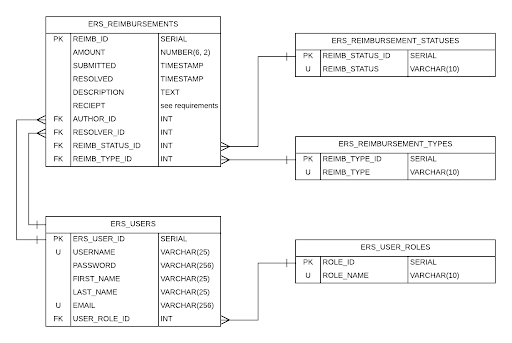 ERS_REIMBURSEMENTS
PK REIMB_ID SERIAL
AMOUNT NUMBER(6, 2)
SUBMITTED TIMESTAMP
RESOLVED TIMESTAMP
DESCRIPTION TEXT
RECIEPT see requirements
FK AUTHOR_ID INT
FK RESOLVER_ID INT
FK REIMB_STATUS_ID INT
FK REIMB_TYPE_ID INT
ERS_REIMBURSEMENT_STATUSES
PK REIMB_STATUS_ID SERIAL
U REIMB_STATUS VARCHAR(10)
ERS_REIMBURSEMENT_TYPES
PK REIMB_TYPE_ID SERIAL
U REIMB_TYPE VARCHAR(10)
ERS_USERS
PK ERS_USER_ID SERIAL
U USERNAME VARCHAR(25)
PASSWORD VARCHAR(256)
FIRST_NAME VARCHAR(25)
LAST_NAME VARCHAR(25)
U EMAIL VARCHAR(256)
FK USER_ROLE_ID INT
ERS_USER_ROLES
PK ROLE_ID SERIAL
U ROLE_NAME VARCHAR(10)